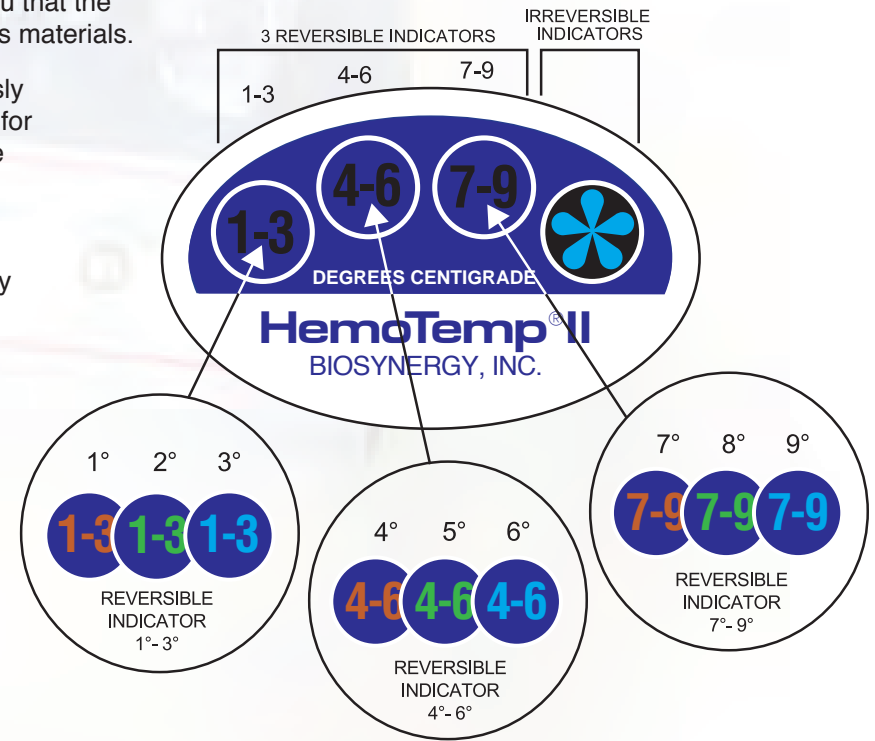 u that the
s materials.
sly
for
e
y
3 REVERSIBLE INDICATORS
IRREVERSIBLE
INDICATORS
1-3
4-6
7-9
1-3
4-6
7-9
DEGREES CENTIGRADE
HemoTemp® II
BIOSYNERGY, INC.
1° 2° 3°
1-3 1-3 1-3
REVERSIBLE
INDICATOR
1°- 3°
4° 5° 6°
4-6 4-6 4-6
REVERSIBLE
INDICATOR
4°- 6°
7° 8° 9°
7-9 7-9 7-9
REVERSIBLE
INDICATOR
7°- 9°